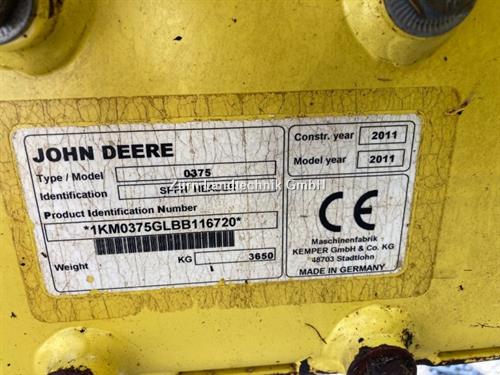 JOHN DEERE
Type / Model 0375
Identification
Product Identification Number
*1KM0375GLBB116720*
Weight KG 3650
Constr. year 2011
Model year 2011
CE
Maschinenfabrik
KEMPER GmbH & Co. KG
48703 Stadtlohn
MADE IN GERMANY
GmbH